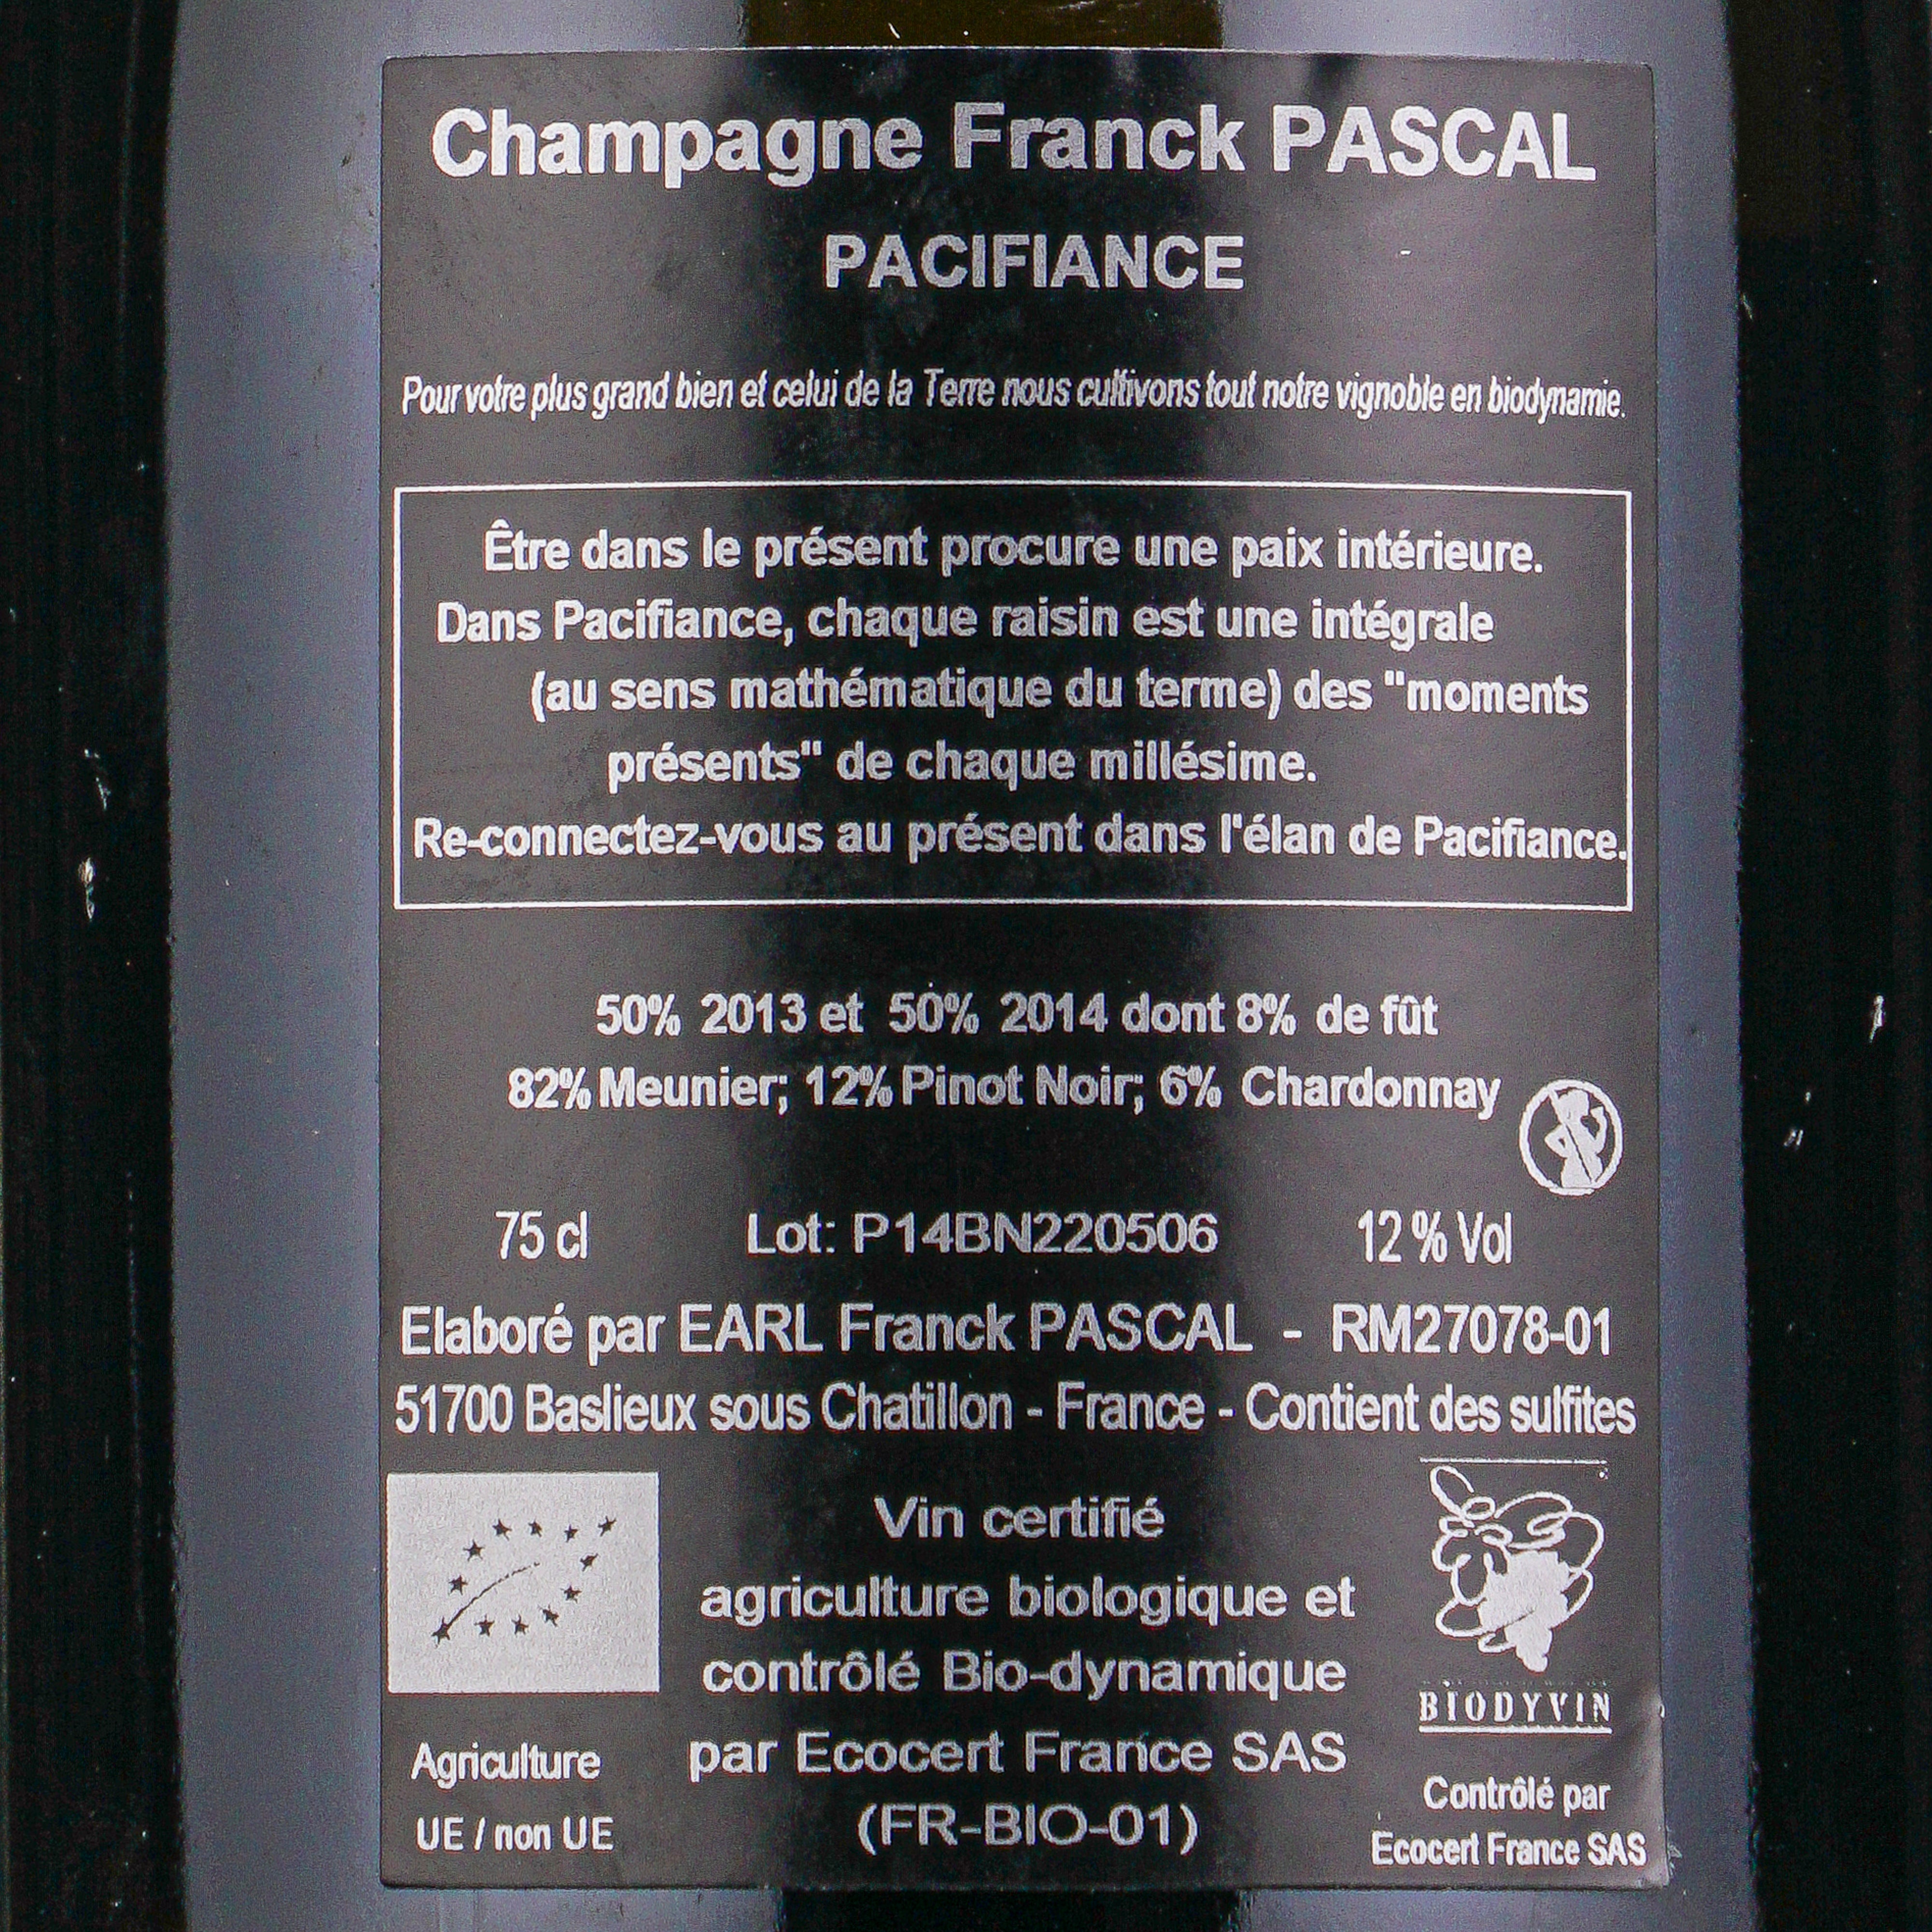 Champagne Franck PASCAL
PACIFIANCE
Pour votre plus grand bien et celui de la Terre nous cultivons tout notre vignoble en biodynamie.
Être dans le présent procure une paix intérieure.
Dans Pacifiance, chaque raisin est une intégrale
(au sens mathématique du terme) des "moments
présents" de chaque millésime.
Re-connectez-vous au présent dans l'élan de Pacifiance.
50% 2013 et 50% 2014 dont 8% de fût
82% Meunier; 12% Pinot Noir; 6% Chardonnay
75 cl Lot: P14BN220506 12 % Vol
Elaboré par EARL Franck PASCAL - RM27078-01
51700 Baslieux sous Chatillon - France - Contient des sulfites
Vin certifié
agriculture biologique et
contrôlé Bio-dynamique
par Ecocert France SAS
(FR-BIO-01)
Agriculture
UE / non UE
BIODYVIN
Contrôlé par
Ecocert France SAS